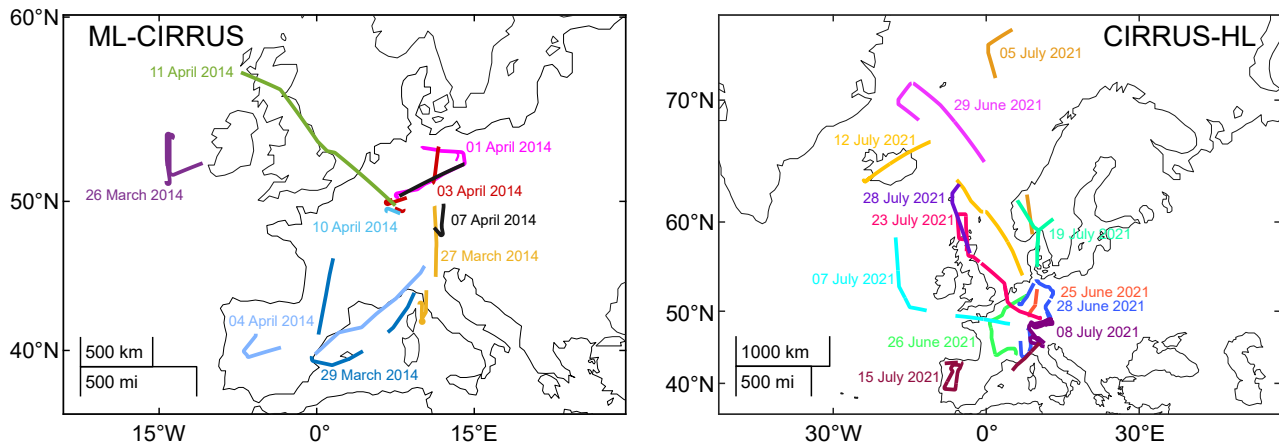 60°N
ML-CIRRUS
11 April 2014
01 April 2014
26 March 2014
50°N
03 April 2014
10 April 2014
07 April 2014
27 March 2014
04 April 2014
500 km
40°N
500 mi
29 March 2014
15°W
0°
15°E
CIRRUS-HL
05 July 2021
70°N
29 June 2021
12 July 2021
28 July 2021
60°N
23 July 2021
19 July 2021
07 July 2021
25 June 2021
50°N
28 June 2021
26 June 2021
08 July 2021
1000 km
15 July 2021
40°N
500 mi
30°W
0°
30°E